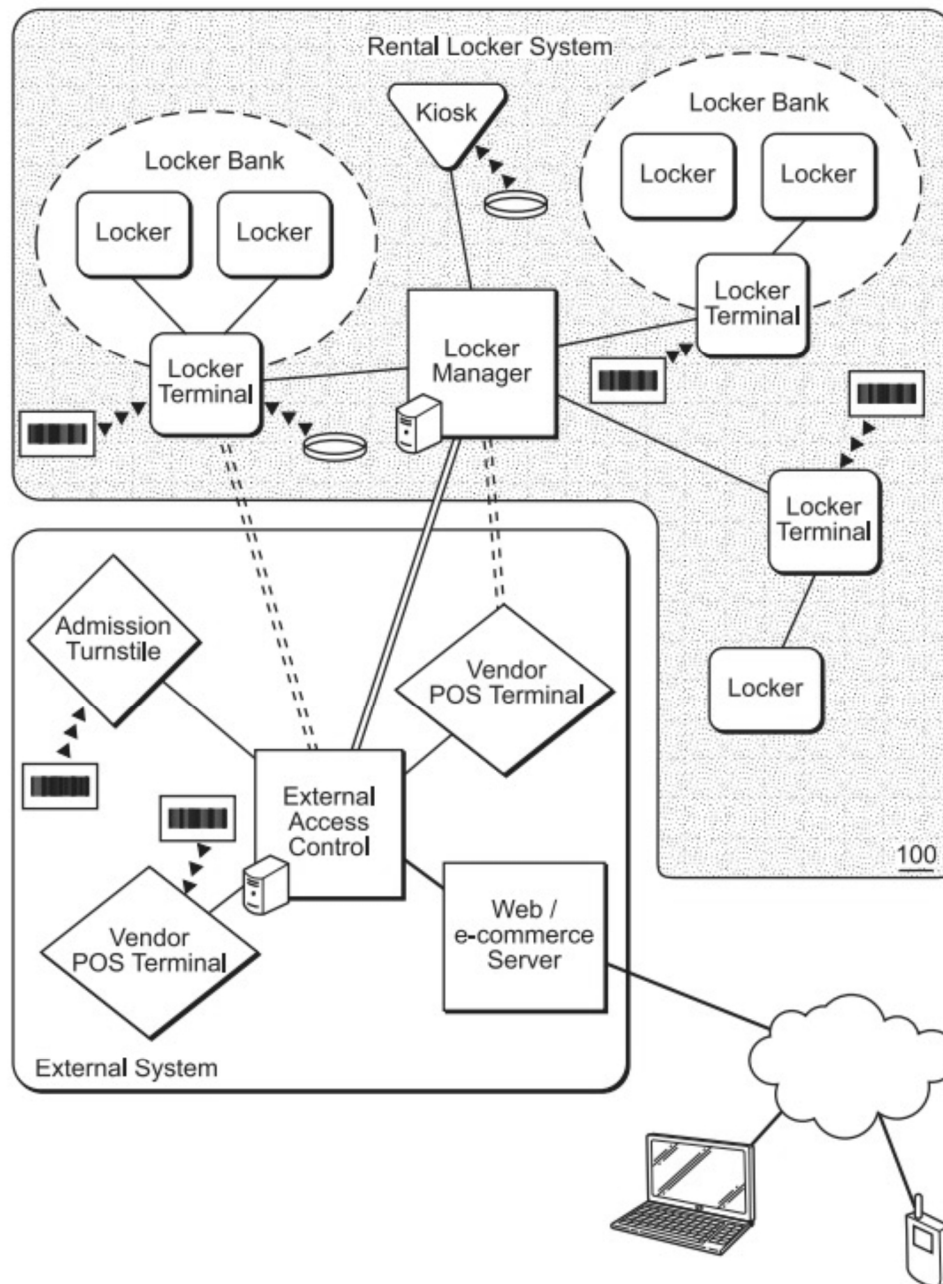 Rental Locker System
Kiosk
Locker Bank
Locker
Locker
Locker Bank
Locker
Locker
Locker
Terminal
Locker
Manager
Locker
Terminal
Locker
Terminal
Locker
100
Admission
Turnstile
Vendor
POS Terminal
External
Access
Control
Vendor
POS Terminal
Web /
e-commerce
Server
External System